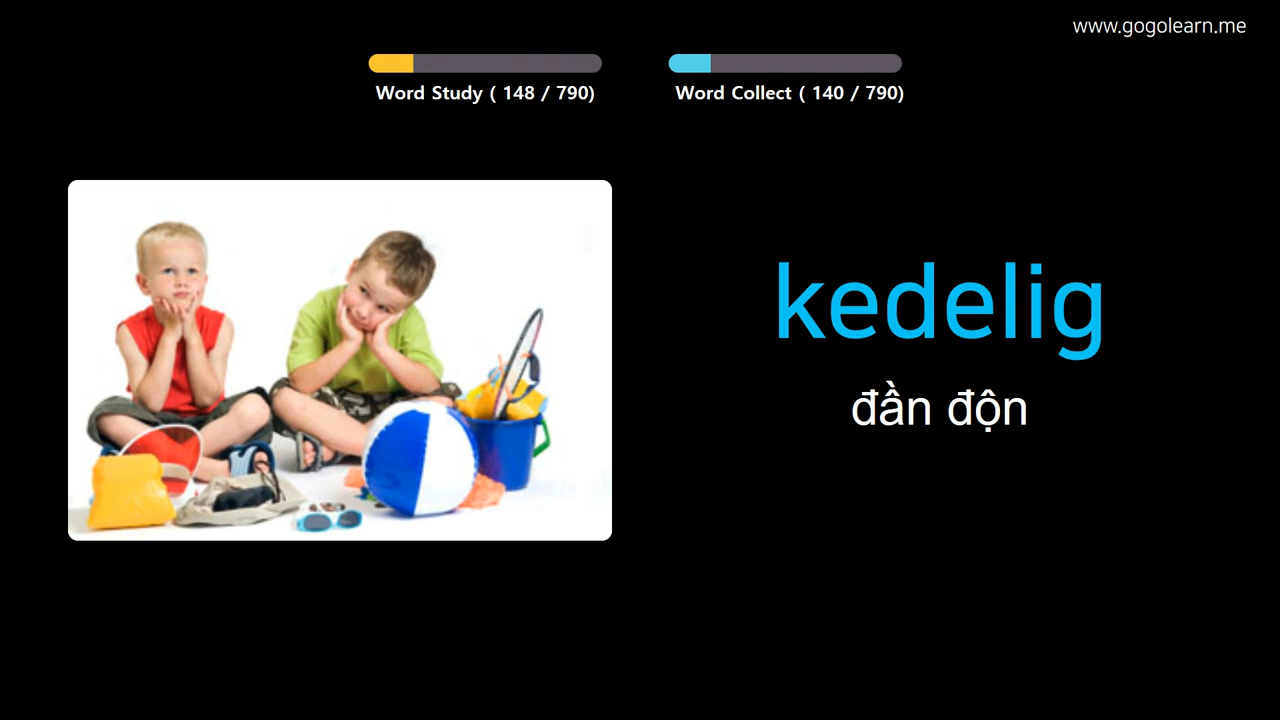 www.gogolearn.me
Word Study ( 148 / 790)
Word Collect ( 140 / 790)
kedelig
đần độn